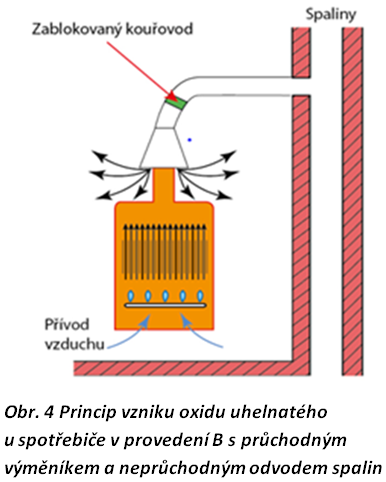 Spaliny
Zablokovaný kouřovod
Přívod
vzduchu
Obr. 4 Princip vzniku oxidu uhelnatého
u spotřebiče v provedení B s průchodným
výměníkem a neprůchodným odvodem spalin